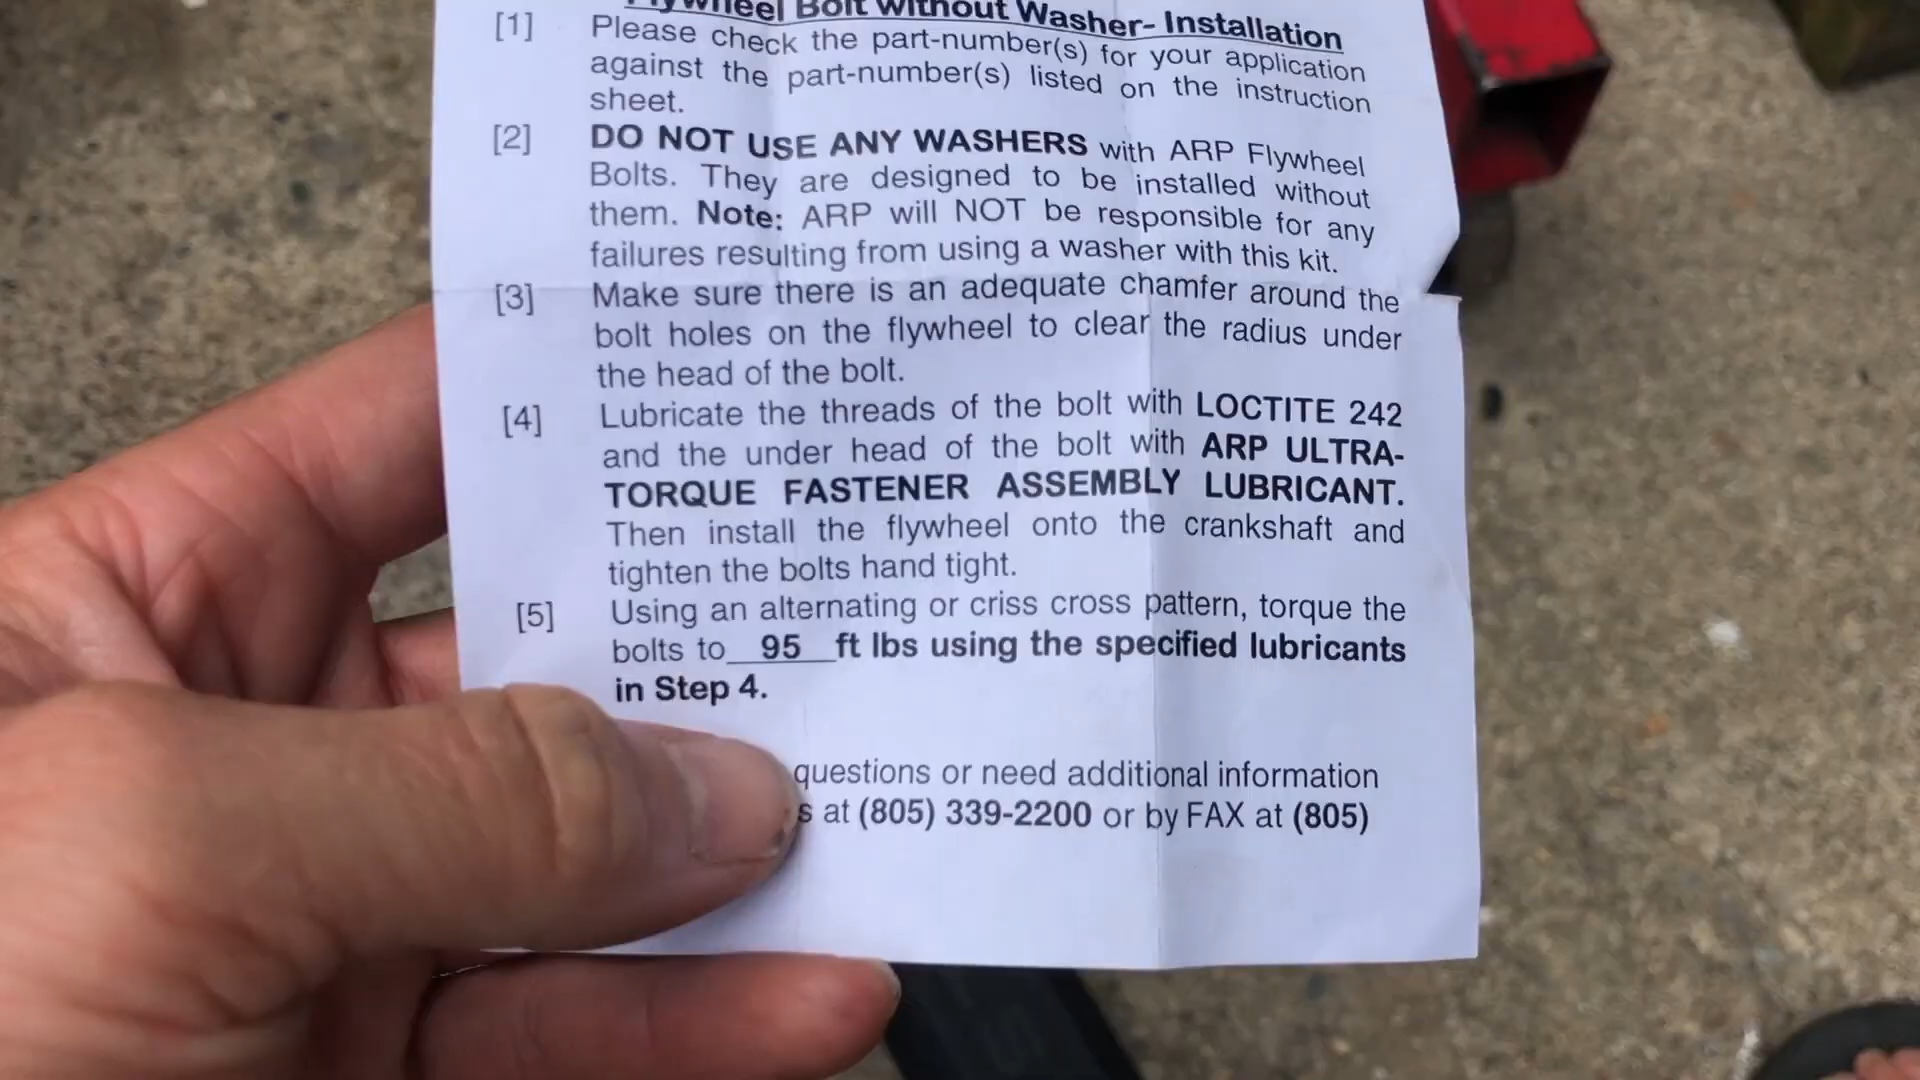 Flywheel Bolt Without Washer- Installation
[1] Please check the part-number(s) for your application
against the part-number(s) listed on the instruction
sheet.
[2] DO NOT USE ANY WASHERS with ARP Flywheel
Bolts. They are designed to be installed without
them. Note: ARP will NOT be responsible for any
failures resulting from using a washer with this kit.
[3] Make sure there is an adequate chamfer around the
bolt holes on the flywheel to clear the radius under
the head of the bolt.
[4] Lubricate the threads of the bolt with LOCTITE 242
and the under head of the bolt with ARP ULTRA-
TORQUE FASTENER ASSEMBLY LUBRICANT.
Then install the flywheel onto the crankshaft and
tighten the bolts hand tight.
[5] Using an alternating or criss cross pattern, torque the
bolts to 95 ft lbs using the specified lubricants
in Step 4.
questions or need additional information
s at (805) 339-2200 or by FAX at (805)